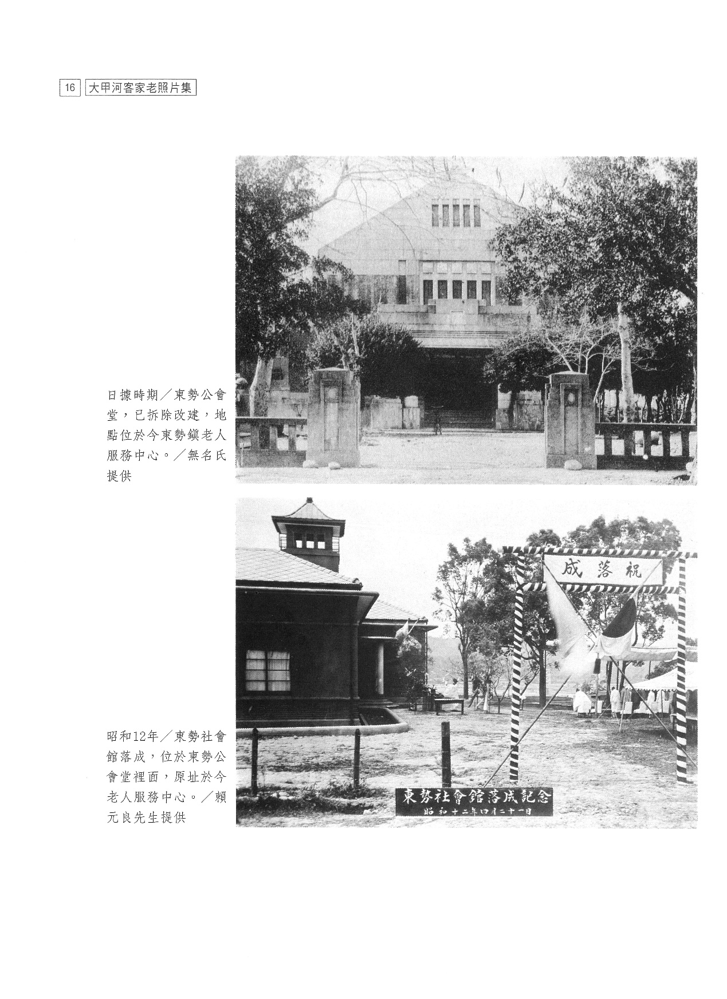 16 大甲河客家老照片集
日據時期／東勢公會
堂，已拆除改建，地
點位於今東勢鎮老人
服務中心。／無名氏
提供
成落祝
東勢社會館落成記念
昭和十二年四月二十一日
昭和12年／東勢社會
館落成，位於東勢公
會堂裡面，原址於今
老人服務中心。／賴
元良先生提供